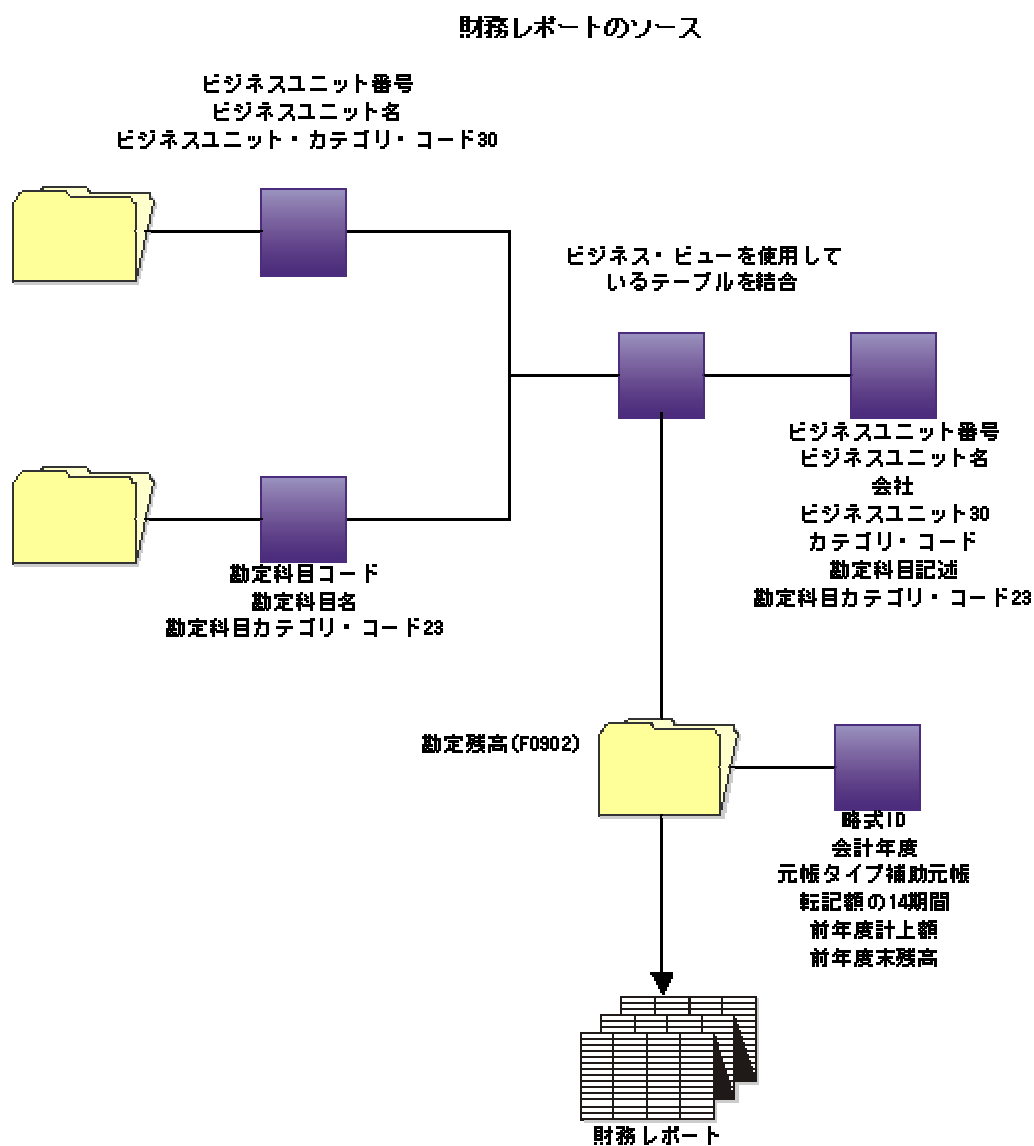 財務レポートのソース
ビジネスユニット番号
ビジネスユニット名
ビジネスユニット・カテゴリ・コード30
ビジネス・ビューを使用して
いるテーブルを結合
ビジネスユニット番号
ビジネスユニット名
会社
ビジネスユニット30
カテゴリ・コード
勘定科目記述
勘定科目カテゴリ・コード23
勘定科目コード
勘定科目名
勘定科目カテゴリ・コード23
勘定残高(F0902)
略式ID
会計年度
元帳タイプ補助元帳
転記額の14期間
前年度計上額
前年度末残高
財務レポート